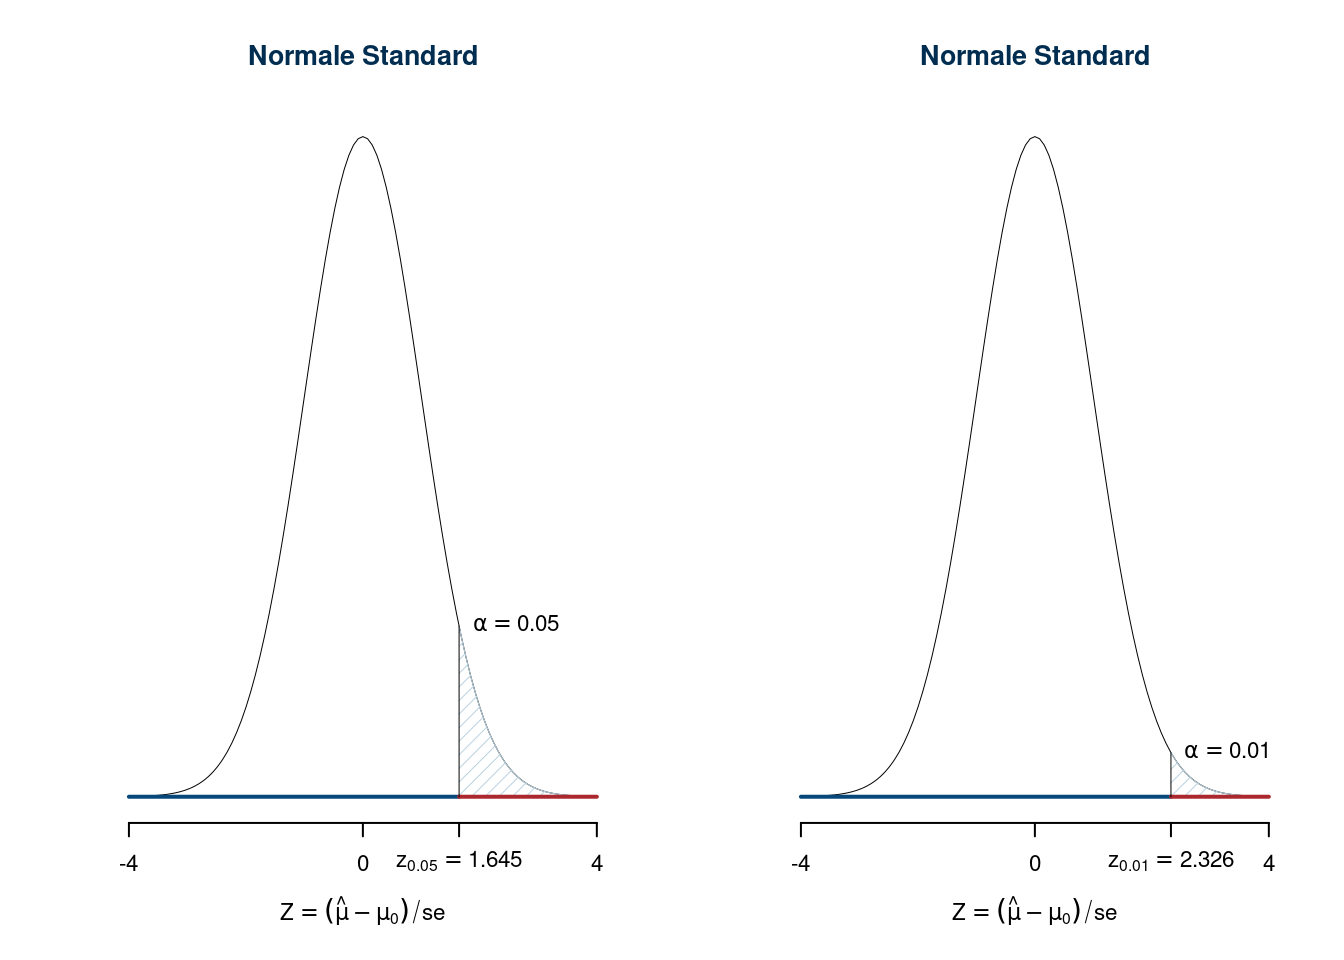 Normale Standard
α = 0.05
-4 0 z0.05 = 1.645 4
Z = (μ̂ − μ0)/se
Normale Standard
α = 0.01
-4 0 z0.01 = 2.326 4
Z = (μ̂ − μ0)/se